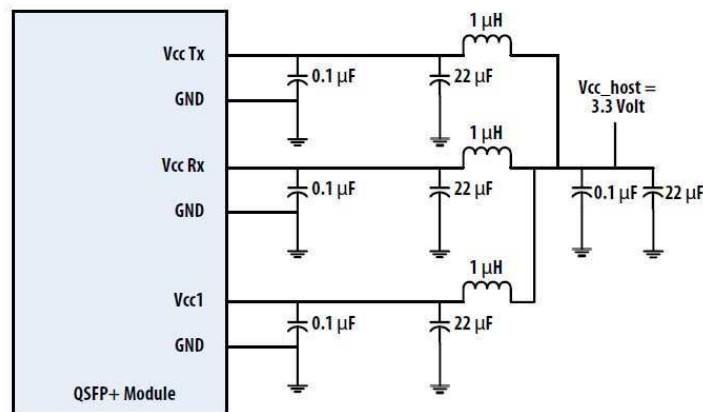 1 µH
Vcc Tx
0.1 µF
22 µF
GND
Vcc_host =
3.3 Volt
1 µH
Vcc Rx
0.1 µF
22 µF
0.1 µF
22 µF
GND
1 µH
Vcc1
0.1 µF
22 µF
GND
QSFP+ Module